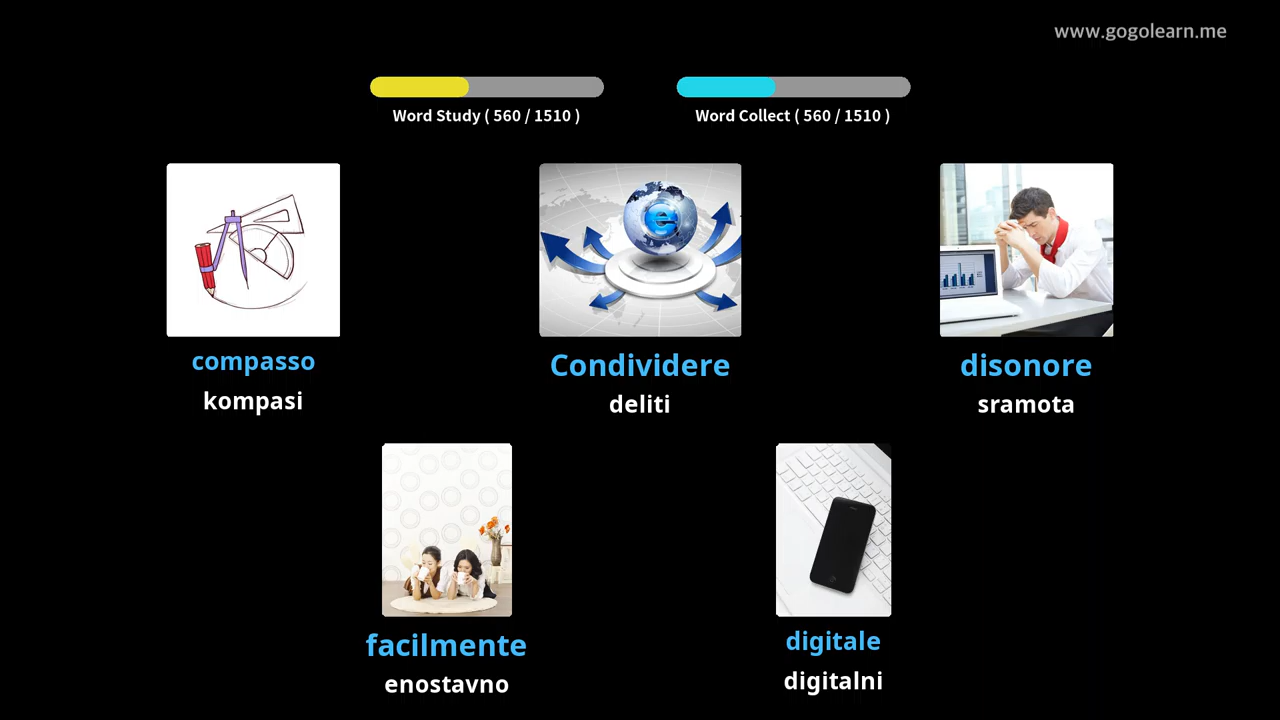 www.gogolearn.me
Word Study ( 560 / 1510 )
Word Collect ( 560 / 1510 )
compasso
kompasi
Condividere
deliti
disonore
sramota
facilmente
enostavno
digitale
digitalni